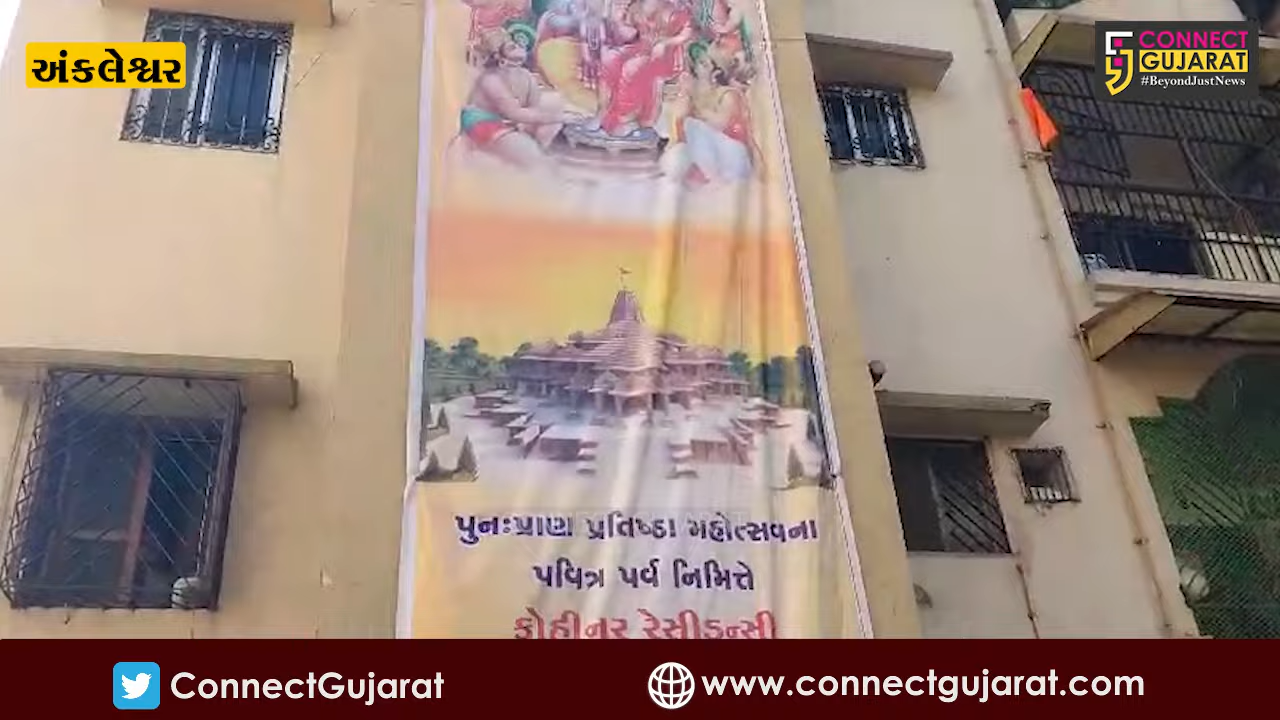 અંકલેશ્વર
CONNECT
GUJARAT
#BeyondJustNews
પુનઃપ્રાણ પ્રતિષ્ઠા મહોત્સવના
પવિત્ર પર્વ નિમિત્તે
કોહીનુર રેસીડન્સી
ConnectGujarat
www.connectgujarat.com